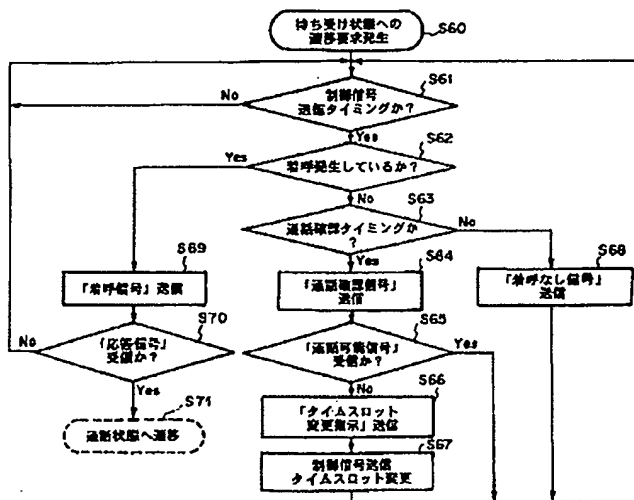 待ち受け状態への
遷移要求発生
S60
制御信号
送信タイミングか?
S61
No
Yes
S62
着呼発生しているか?
Yes
No
S63
通話確認タイミングか
?
No
Yes
S69
「着呼信号」送信
S64
「通話確認信号」
送信
S68
「着呼なし信号」
送信
S70
「応答信号」
受信か?
No
Yes
S65
「通話可能信号」
受信か?
Yes
No
S71
通話状態へ遷移
S66
「タイムスロット
変更指示」送信
S67
制御信号送信
タイムスロット変更